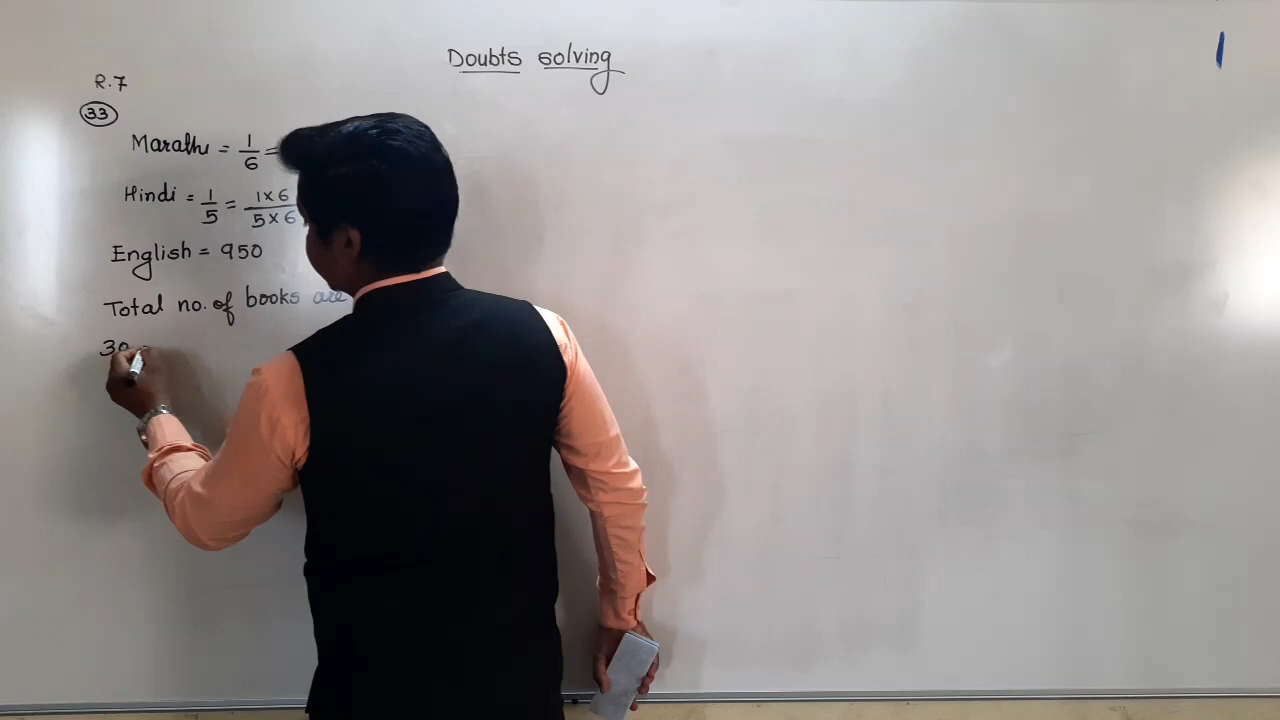 Doubts solving
R.7
33
Marathi = 1/6 =
Hindi = 1/5 = 1×6/5×6
English = 950
Total no. of books are
30